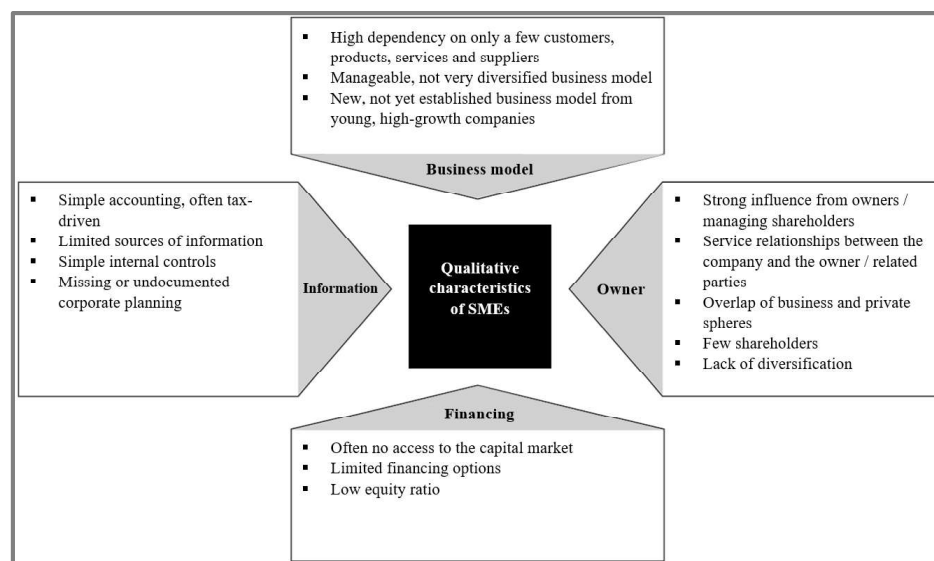 ▪ High dependency on only a few customers,
products, services and suppliers
▪ Manageable, not very diversified business model
▪ New, not yet established business model from
young, high-growth companies
Business model
▪ Simple accounting, often tax-
driven
▪ Limited sources of information
▪ Simple internal controls
▪ Missing or undocumented
corporate planning
Information
Qualitative
characteristics
of SMEs
Owner
▪ Strong influence from owners /
managing shareholders
▪ Service relationships between the
company and the owner / related
parties
▪ Overlap of business and private
spheres
▪ Few shareholders
▪ Lack of diversification
Financing
▪ Often no access to the capital market
▪ Limited financing options
▪ Low equity ratio